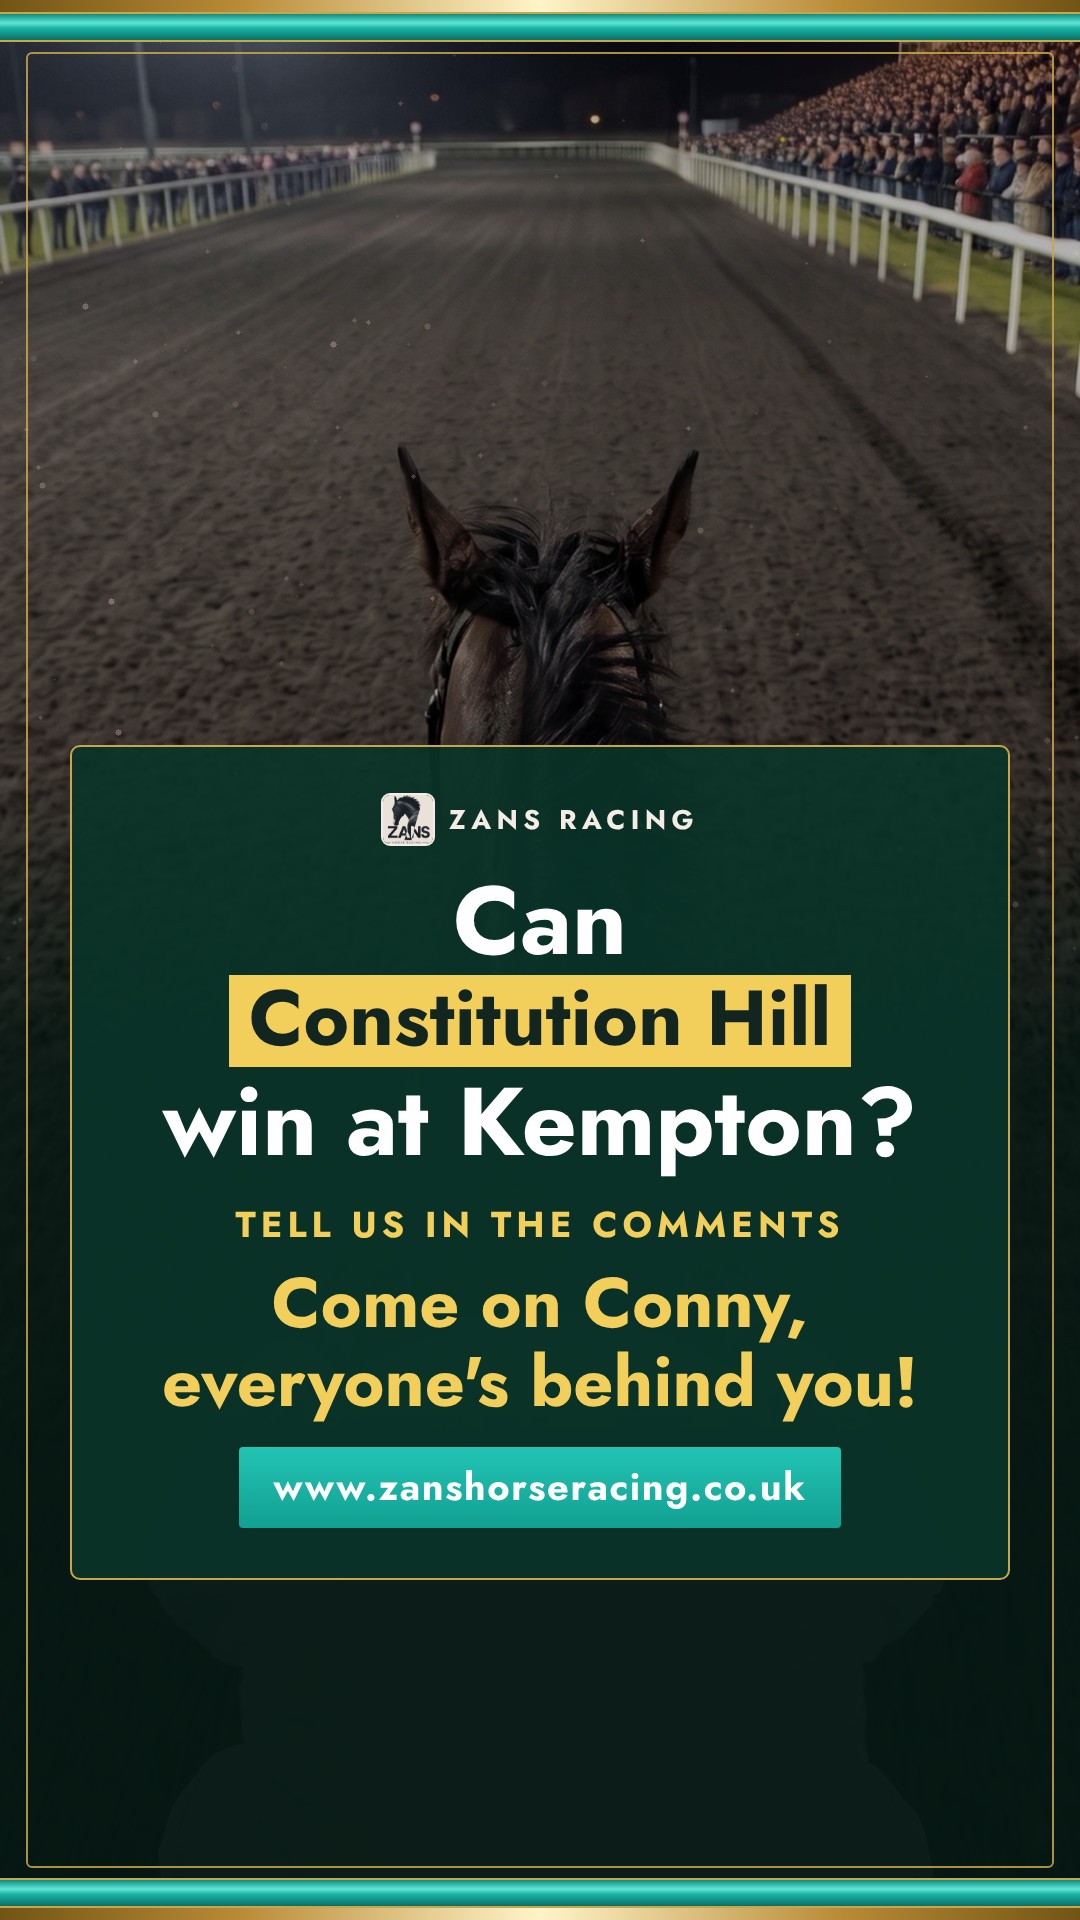 ZANS
ZANS RACING
Can
Constitution Hill
win at Kempton?
TELL US IN THE COMMENTS
Come on Conny,
everyone's behind you!
www.zanshorseracing.co.uk